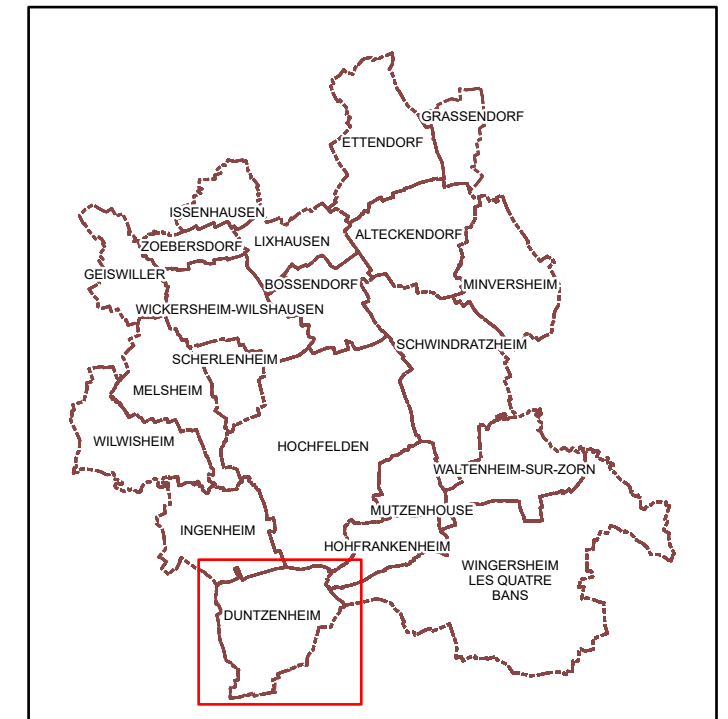 GRASSENDORF
ETTENDORF
ISSENHAUSEN
ALTECKENDORF
ZOEBERSDORF
LIXHAUSEN
GEISWILLER
BOSSENDORF
MINVERSHEIM
WICKERSHEIM-WILSHAUSEN
SCHWINDRATZHEIM
SCHERLENHEIM
MELSHEIM
WILWISHEIM
HOCHFELDEN
WALTENHEIM-SUR-ZORN
MUTZENHOUSE
INGENHEIM
HOHFRANKENHEIM
WINGERSHEIM
LES QUATRE
BANS
DUNTZENHEIM